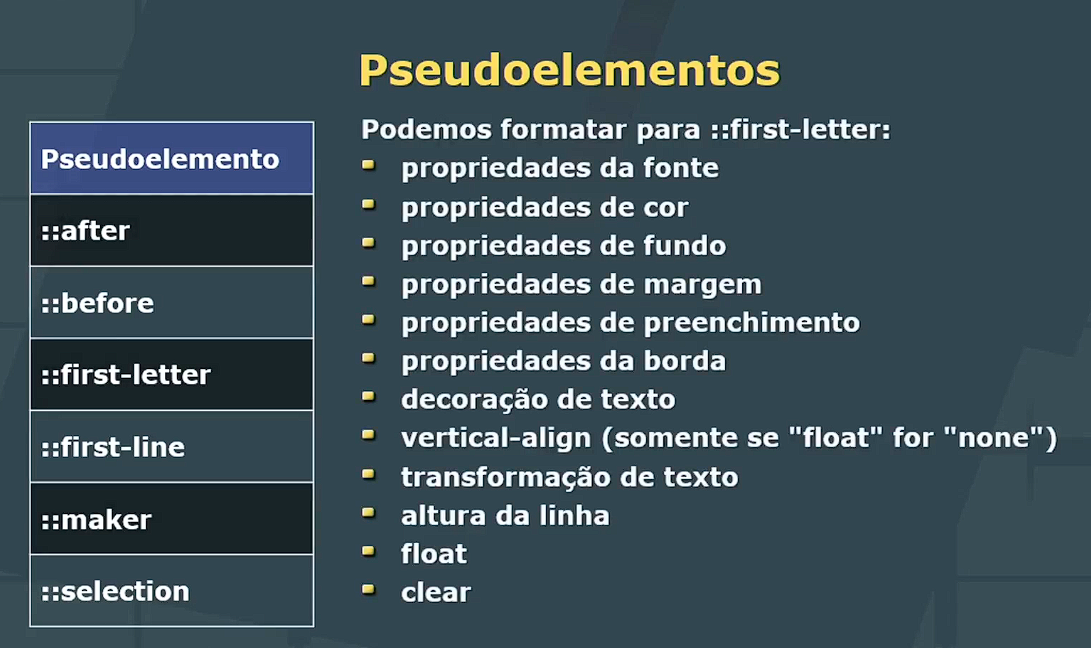 Pseudoelementos
Pseudoelemento
::after
::before
::first-letter
::first-line
::maker
::selection
Podemos formatar para ::first-letter:
propriedades da fonte
propriedades de cor
propriedades de fundo
propriedades de margem
propriedades de preenchimento
propriedades da borda
decoração de texto
vertical-align (somente se "float" for "none")
transformação de texto
altura da linha
float
clear